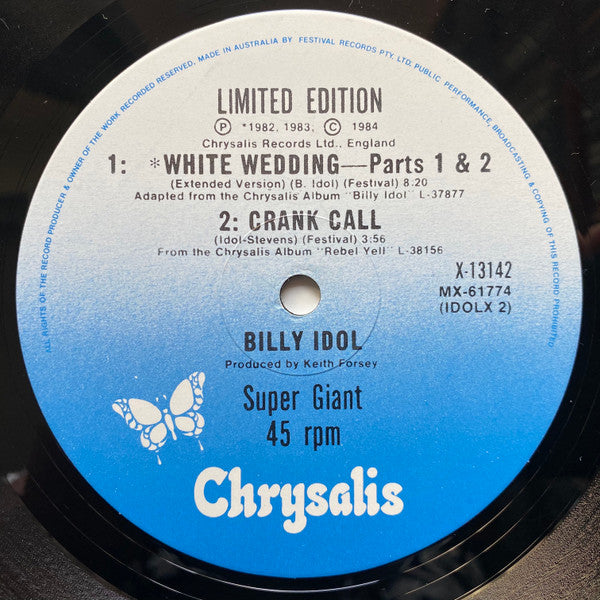 ALL RIGHTS OF THE RECORD PRODUCER & OWNER OF THE WORK RECORDED RESERVED, MADE IN AUSTRALIA BY FESTIVAL RECORDS PTY. LTD. PUBLIC PERFORMANCE, BROADCASTING & COPYING OF THIS RECORD PROHIBITED
LIMITED EDITION
Ⓟ *1982, 1983; © 1984
Chrysalis Records Ltd., England
1: *WHITE WEDDING—Parts 1 & 2
(Extended Version) (B. Idol) (Festival) 8.20
Adapted from the Chrysalis Album "Billy Idol" L-37877
2: CRANK CALL
(Idol-Stevens) (Festival) 3:56
From the Chrysalis Album "Rebel Yell" L-38156
X-13142
MX-61774
(IDOLX 2)
BILLY IDOL
Produced by Keith Forsey
Super Giant
45 rpm
Chrysalis